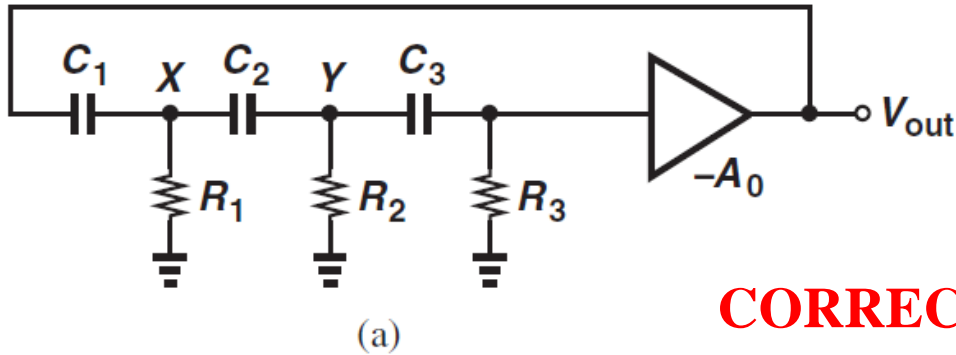 C1 X C2 Y C3
Vout
−A0
R1 R2 R3
CORREC
(a)